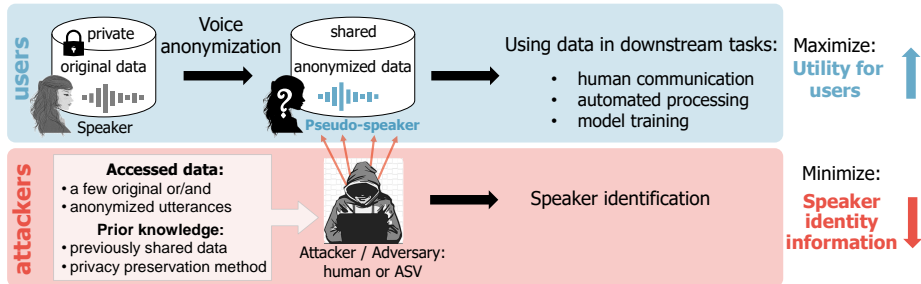 users
private
original data
Speaker
Voice
anonymization
shared
anonymized data
?
Pseudo-speaker
Using data in downstream tasks:
• human communication
• automated processing
• model training
Maximize:
Utility for
users
attackers
Accessed data:
• a few original or/and
• anonymized utterances
Prior knowledge:
• previously shared data
• privacy preservation method
Attacker / Adversary:
human or ASV
Speaker identification
Minimize:
Speaker
identity
information